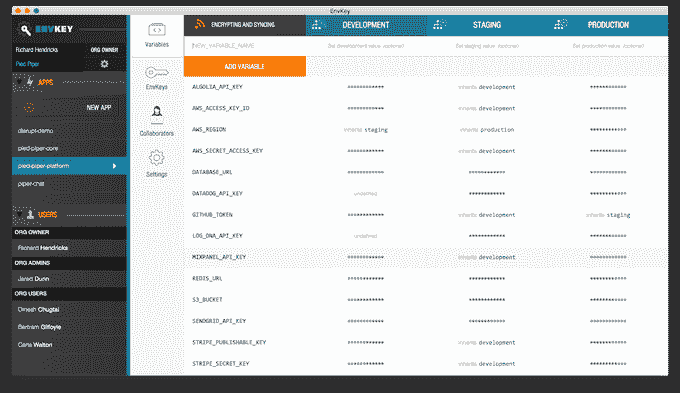 EnvKey
ENVKEY
Richard Hendricks ORG OWNER
Pied Piper
APPS
NEW APP
disrupt-demo
pied-piper-core
pied-piper-platform
piper-chat
USERS
ORG OWNER
Richard Hendricks
ORG ADMINS
Jared Dunn
ORG USERS
Dinesh Chugtai
Bertram Gilfoyle
Carla Walton
Variables
EnvKeys
Collaborators
Settings
ENCRYPTING AND SYNCING DEVELOPMENT STAGING PRODUCTION
NEW_VARIABLE_NAME Set development value. (optional) Set staging value. (optional) Set production value. (optional)
ADD VARIABLE
ALGOLIA_API_KEY inherits development
AWS_ACCESS_KEY_ID inherits development
AWS_REGION inherits staging inherits production
AWS_SECRET_ACCESS_KEY inherits development
DATABASE_URL
DATADOG_API_KEY undefined
GITHUB_TOKEN inherits development inherits staging
LOG_DNA_API_KEY undefined
MIXPANEL_API_KEY inherits development
REDIS_URL
S3_BUCKET
SENDGRID_API_KEY
STRIPE_PUBLISHABLE_KEY inherits development
STRIPE_SECRET_KEY inherits development